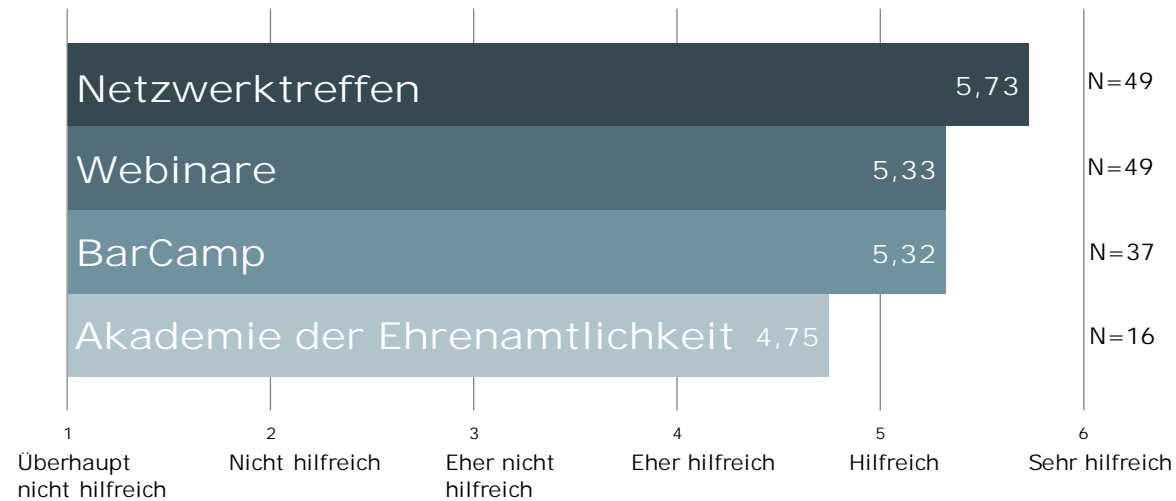 Netzwerktreffen 5,73 N=49
Webinare 5,33 N=49
BarCamp 5,32 N=37
Akademie der Ehrenamtlichkeit 4,75 N=16
1 2 3 4 5 6
Überhaupt Nicht hilfreich Eher nicht Eher hilfreich Hilfreich Sehr hilfreich
nicht hilfreich hilfreich